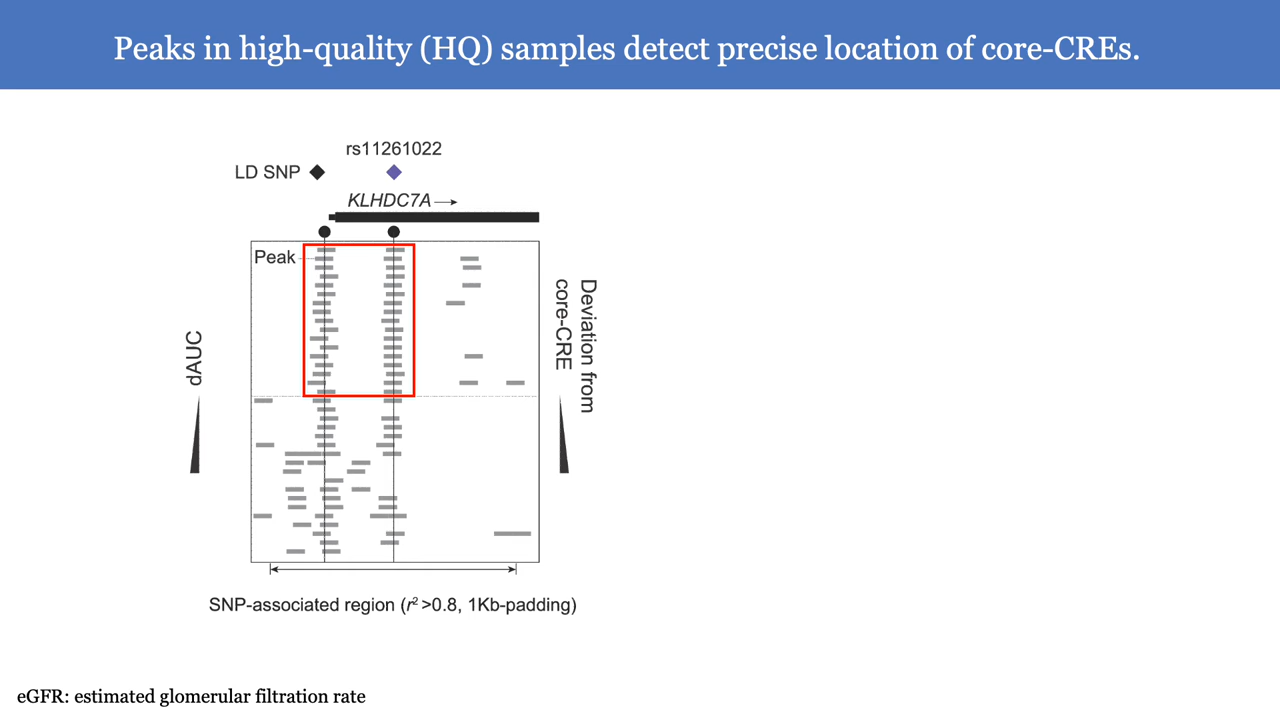 Peaks in high-quality (HQ) samples detect precise location of core-CREs.
rs11261022
LD SNP
KLHDC7A
Peak
dAUC
Deviation from
core-CRE
SNP-associated region (r² >0.8, 1Kb-padding)
eGFR: estimated glomerular filtration rate